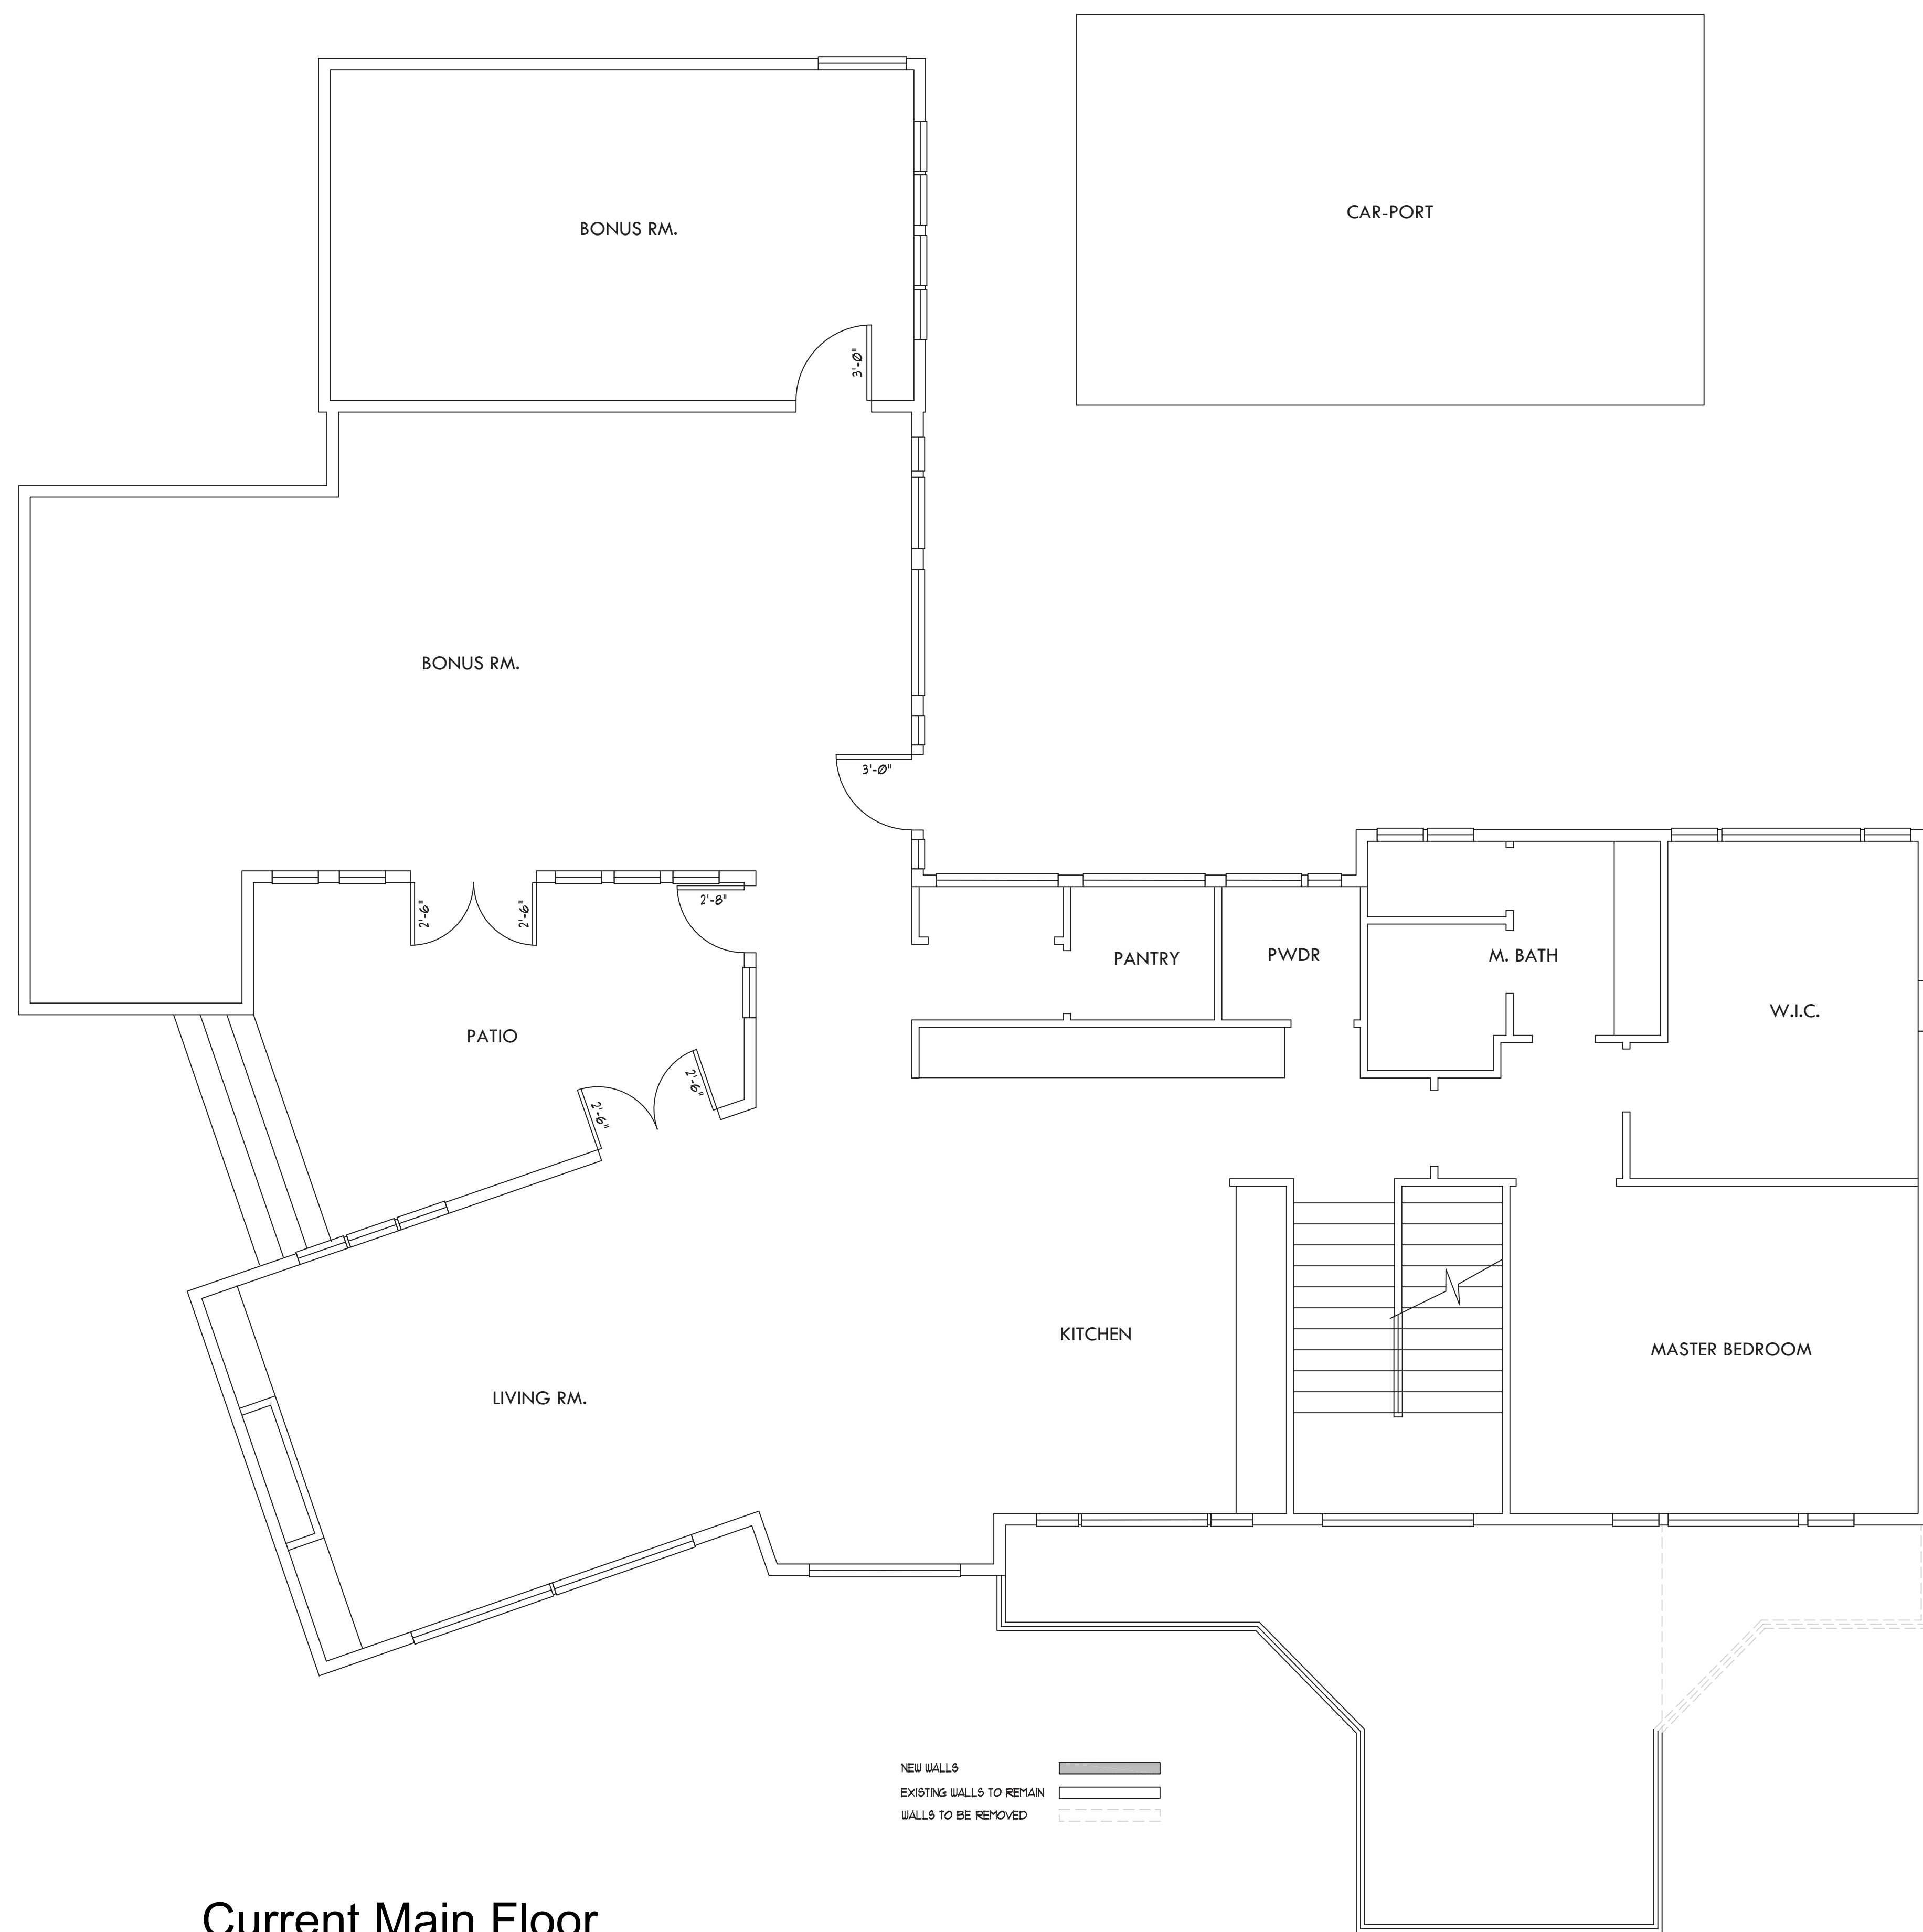 CAR-PORT
BONUS RM.
3'-0"
BONUS RM.
3'-0"
2'-6"
2'-6"
2'-8"
PANTRY
PWDR
M. BATH
W.I.C.
PATIO
2'-6"
2'-6"
KITCHEN
MASTER BEDROOM
LIVING RM.
NEW WALLS
EXISTING WALLS TO REMAIN
WALLS TO BE REMOVED
Current Main Floor